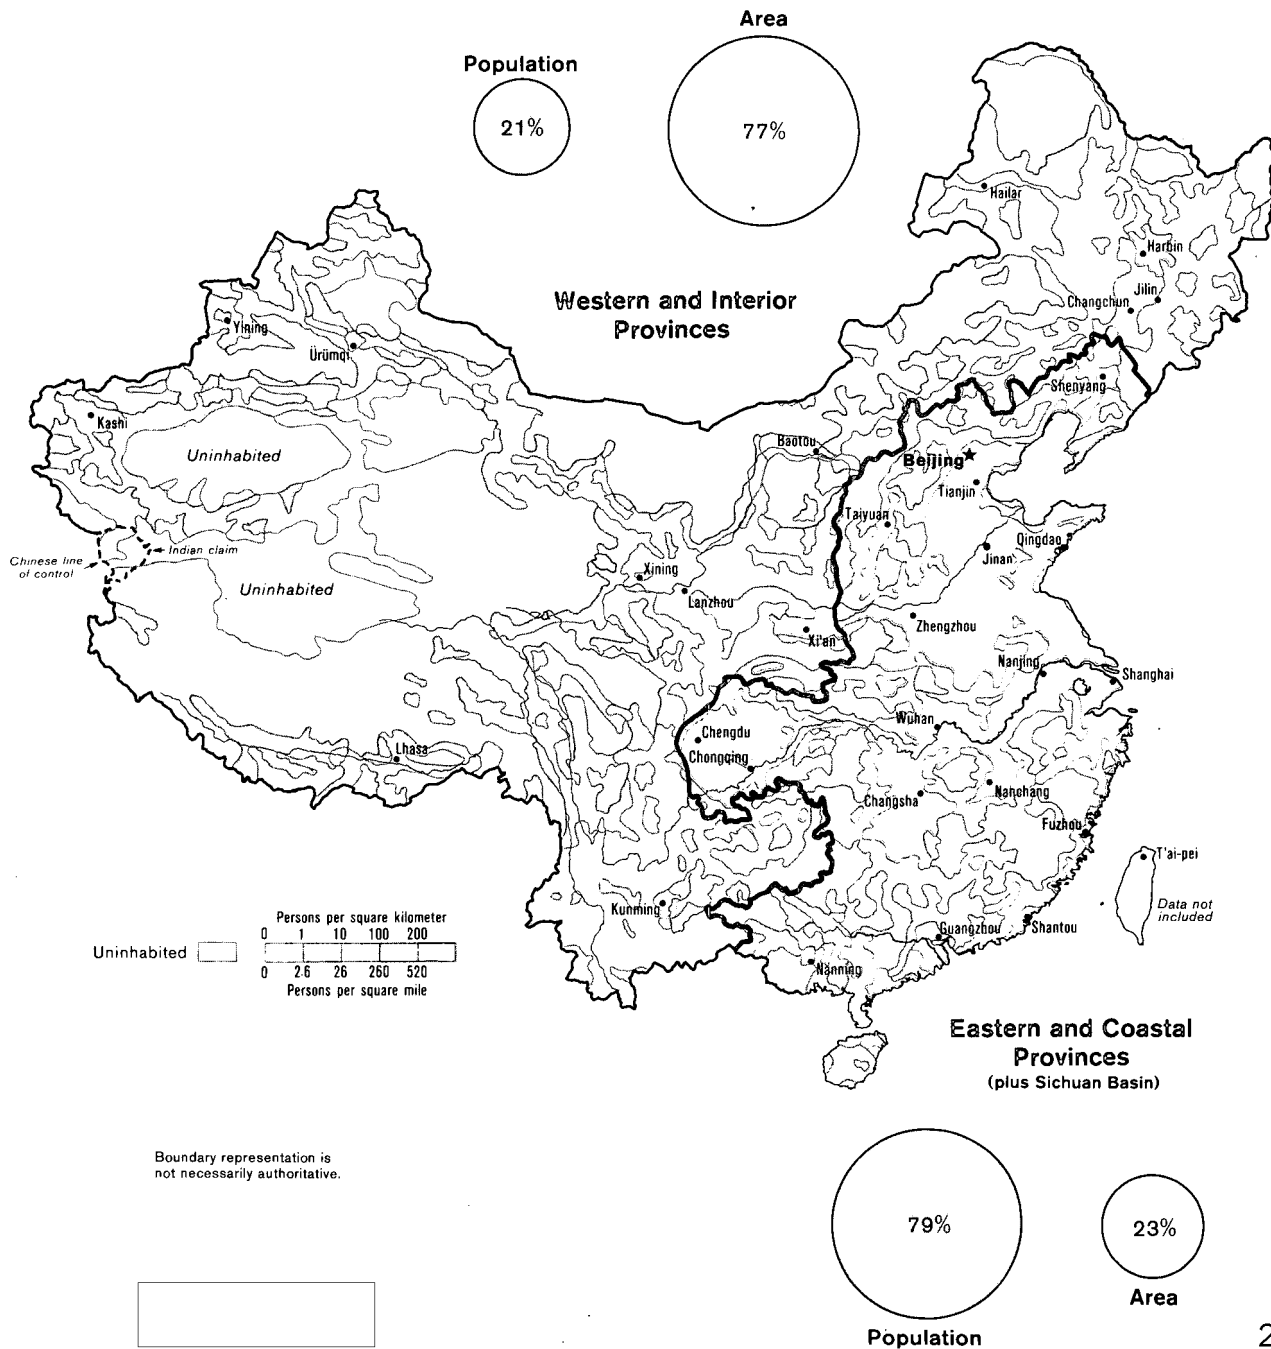 Area
Population
21%
77%
Hailar
Harbin
Jilin
Changchun
Western and Interior
Provinces
Yining
Ürümqi
Shenyang
Kashi
Baotou
Uninhabited
Beijing
Tianjin
Taiyuan
Qingdao
Indian claim
Jinan
Chinese line
of control
Xining
Uninhabited
Lanzhou
Zhengzhou
Xi'an
Nanjing
Shanghai
Wuhan
Chengdu
Lhasa
Chongqing
Nanchang
Changsha
Fuzhou
T'ai-pei
Data not
included
Kunming
Guangzhou
Shantou
Persons per square kilometer
0 1 10 100 200
Uninhabited
0 2.6 26 260 520
Persons per square mile
Nanning
Eastern and Coastal
Provinces
(plus Sichuan Basin)
Boundary representation is
not necessarily authoritative.
79%
23%
Area
Population
2